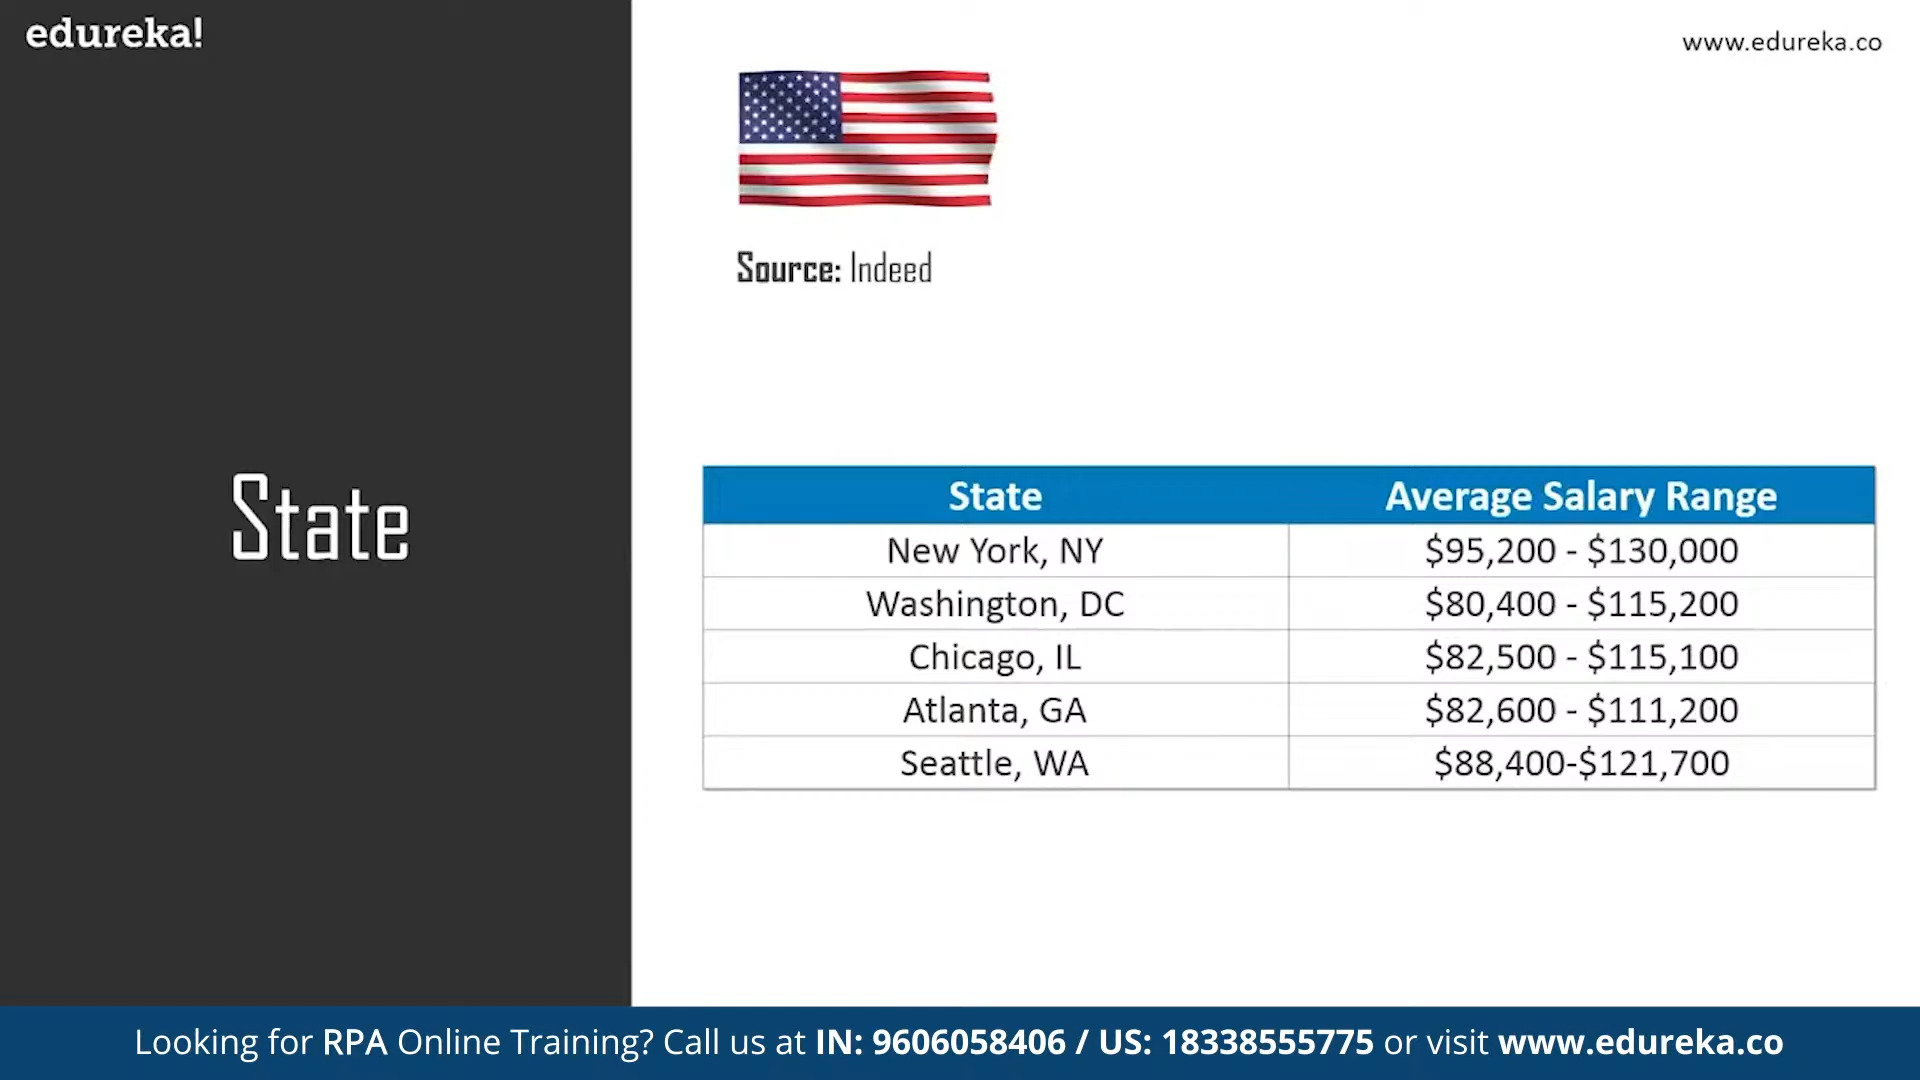 edureka!
www.edureka.co
Source: Indeed
State
State Average Salary Range
New York, NY $95,200 - $130,000
Washington, DC $80,400 - $115,200
Chicago, IL $82,500 - $115,100
Atlanta, GA $82,600 - $111,200
Seattle, WA $88,400-$121,700
Looking for RPA Online Training? Call us at IN: 9606058406 / US: 18338555775 or visit www.edureka.co